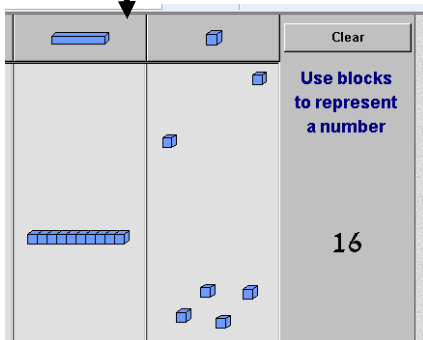 Clear
Use blocks
to represent
a number
16